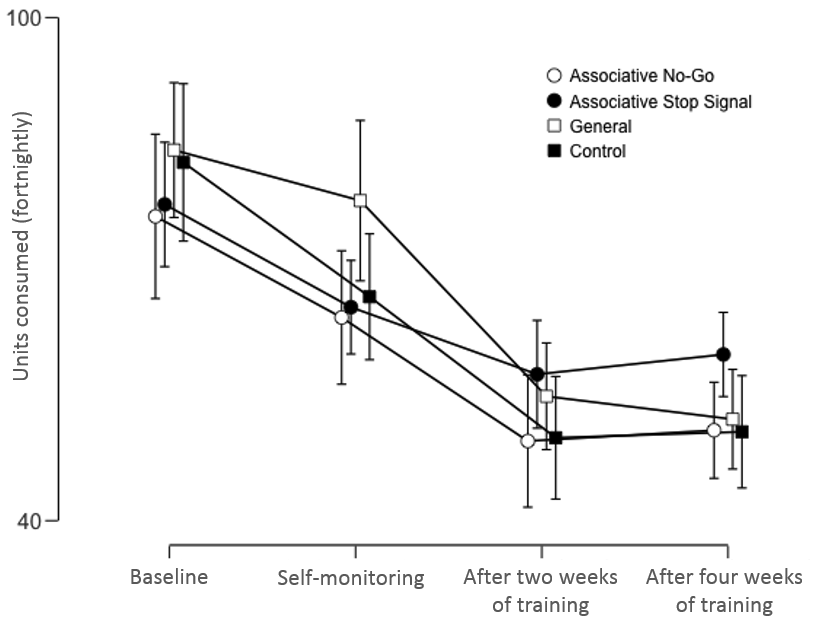 100
Units consumed (fortnightly)
40
Associative No-Go
Associative Stop Signal
General
Control
Baseline
Self-monitoring
After two weeks
of training
After four weeks
of training